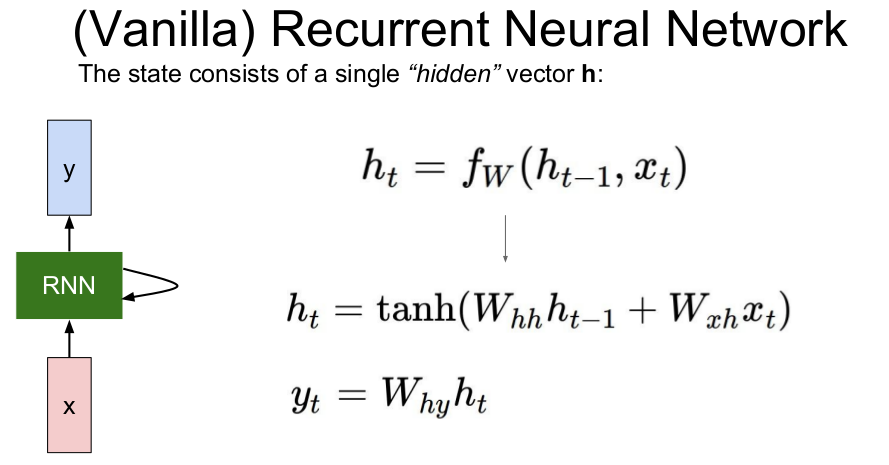 (Vanilla) Recurrent Neural Network
The state consists of a single “hidden” vector h:
y
RNN
x
h_t = f_W(h_{t−1}, x_t)
h_t = tanh(W_{hh}h_{t−1} + W_{xh}x_t)
y_t = W_{hy}h_t